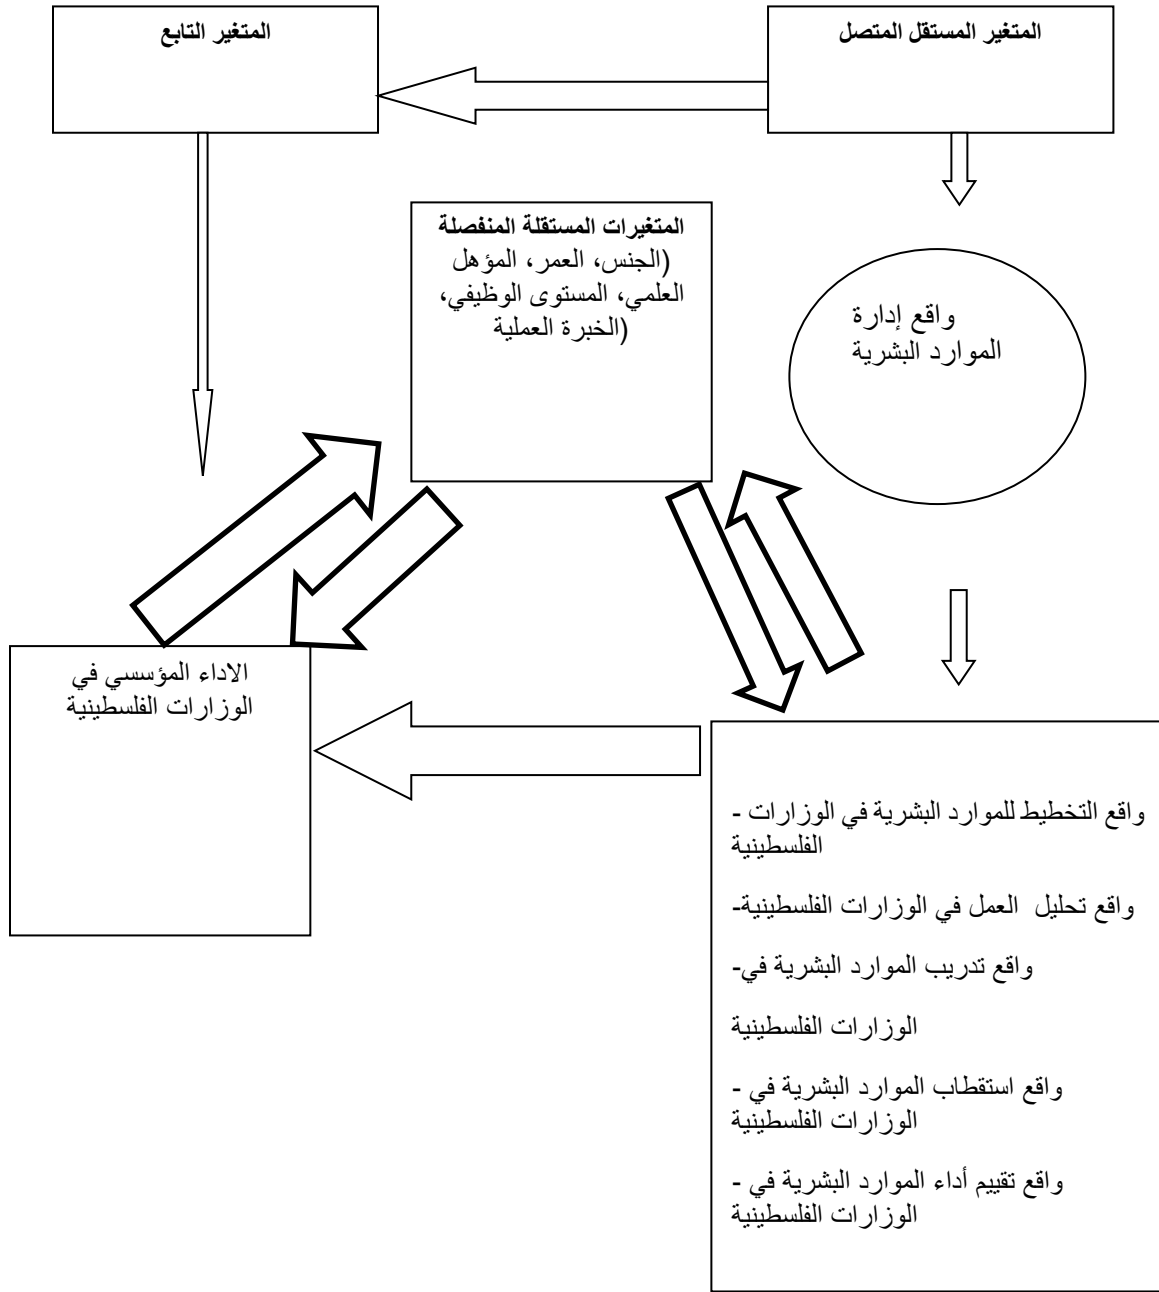 المتغير المستقل المتصل
المتغير التابع
المتغيرات المستقلة المنفصلة
(الجنس، العمر، المؤهل
العلمي، المستوى الوظيفي،
الخبرة العملية)
واقع إدارة
الموارد البشرية
الاداء المؤسسي في
الوزارات الفلسطينية
- واقع التخطيط للموارد البشرية في الوزارات
الفلسطينية
-واقع تحليل العمل في الوزارات الفلسطينية
-واقع تدريب الموارد البشرية في
الوزارات الفلسطينية
- واقع استقطاب الموارد البشرية في
الوزارات الفلسطينية
- واقع تقييم أداء الموارد البشرية في
الوزارات الفلسطينية